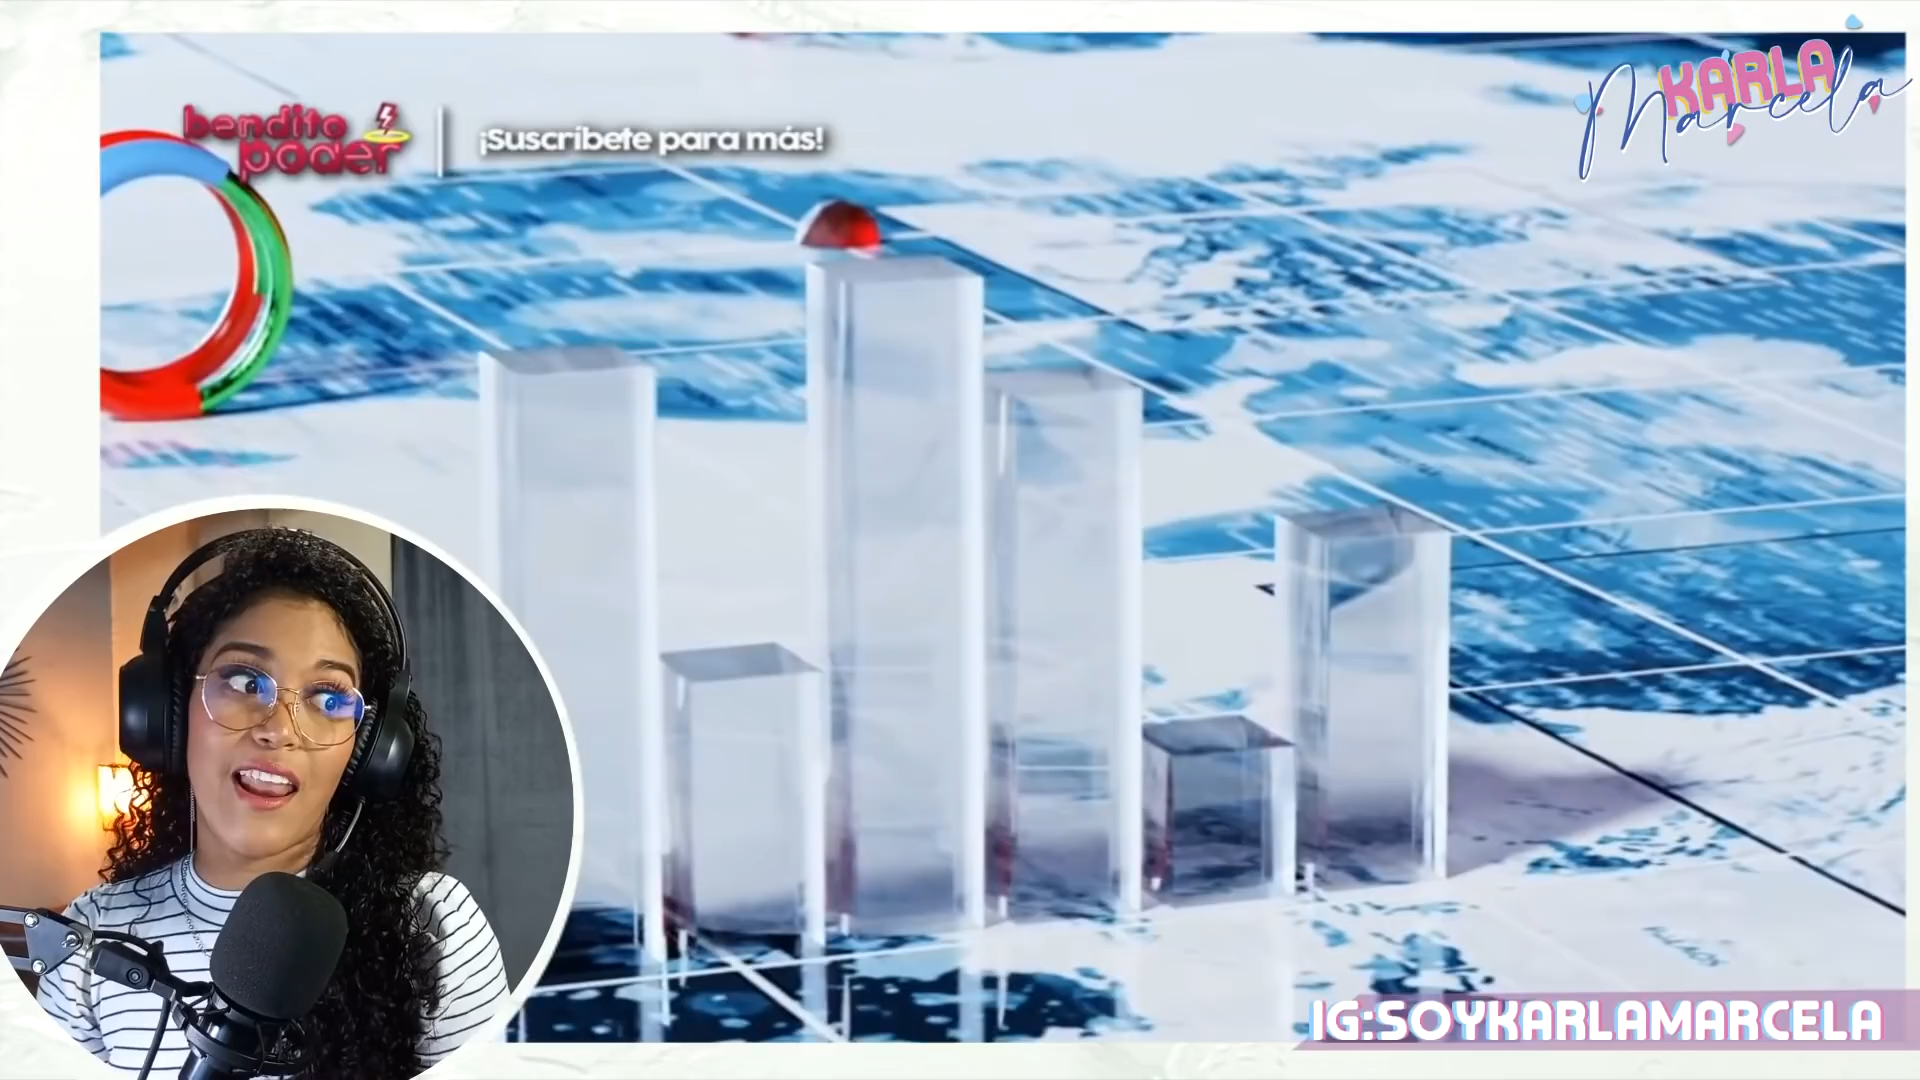 bendito
poder
¡Suscríbete para más!
KARLA
Marcela
IG:SOYKARLAMARCELA